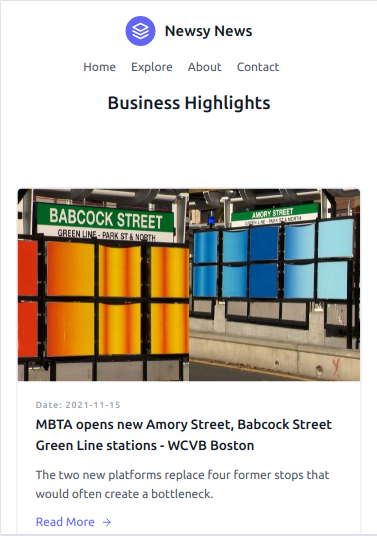 Newsy News
Home Explore About Contact
Business Highlights
BABCOCK STREET
GREEN LINE - PARK ST & NORTH
AMORY STREET
GREEN LINE - PARK ST & NORTH
Date: 2021-11-15
MBTA opens new Amory Street, Babcock Street
Green Line stations - WCVB Boston
The two new platforms replace four former stops that
would often create a bottleneck.
Read More →